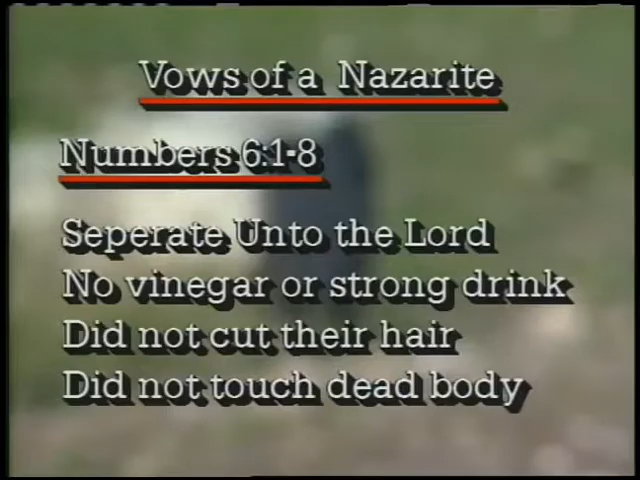 Vows of a Nazarite
Numbers 6:1-8
Seperate Unto the Lord
No vinegar or strong drink
Did not cut their hair
Did not touch dead body